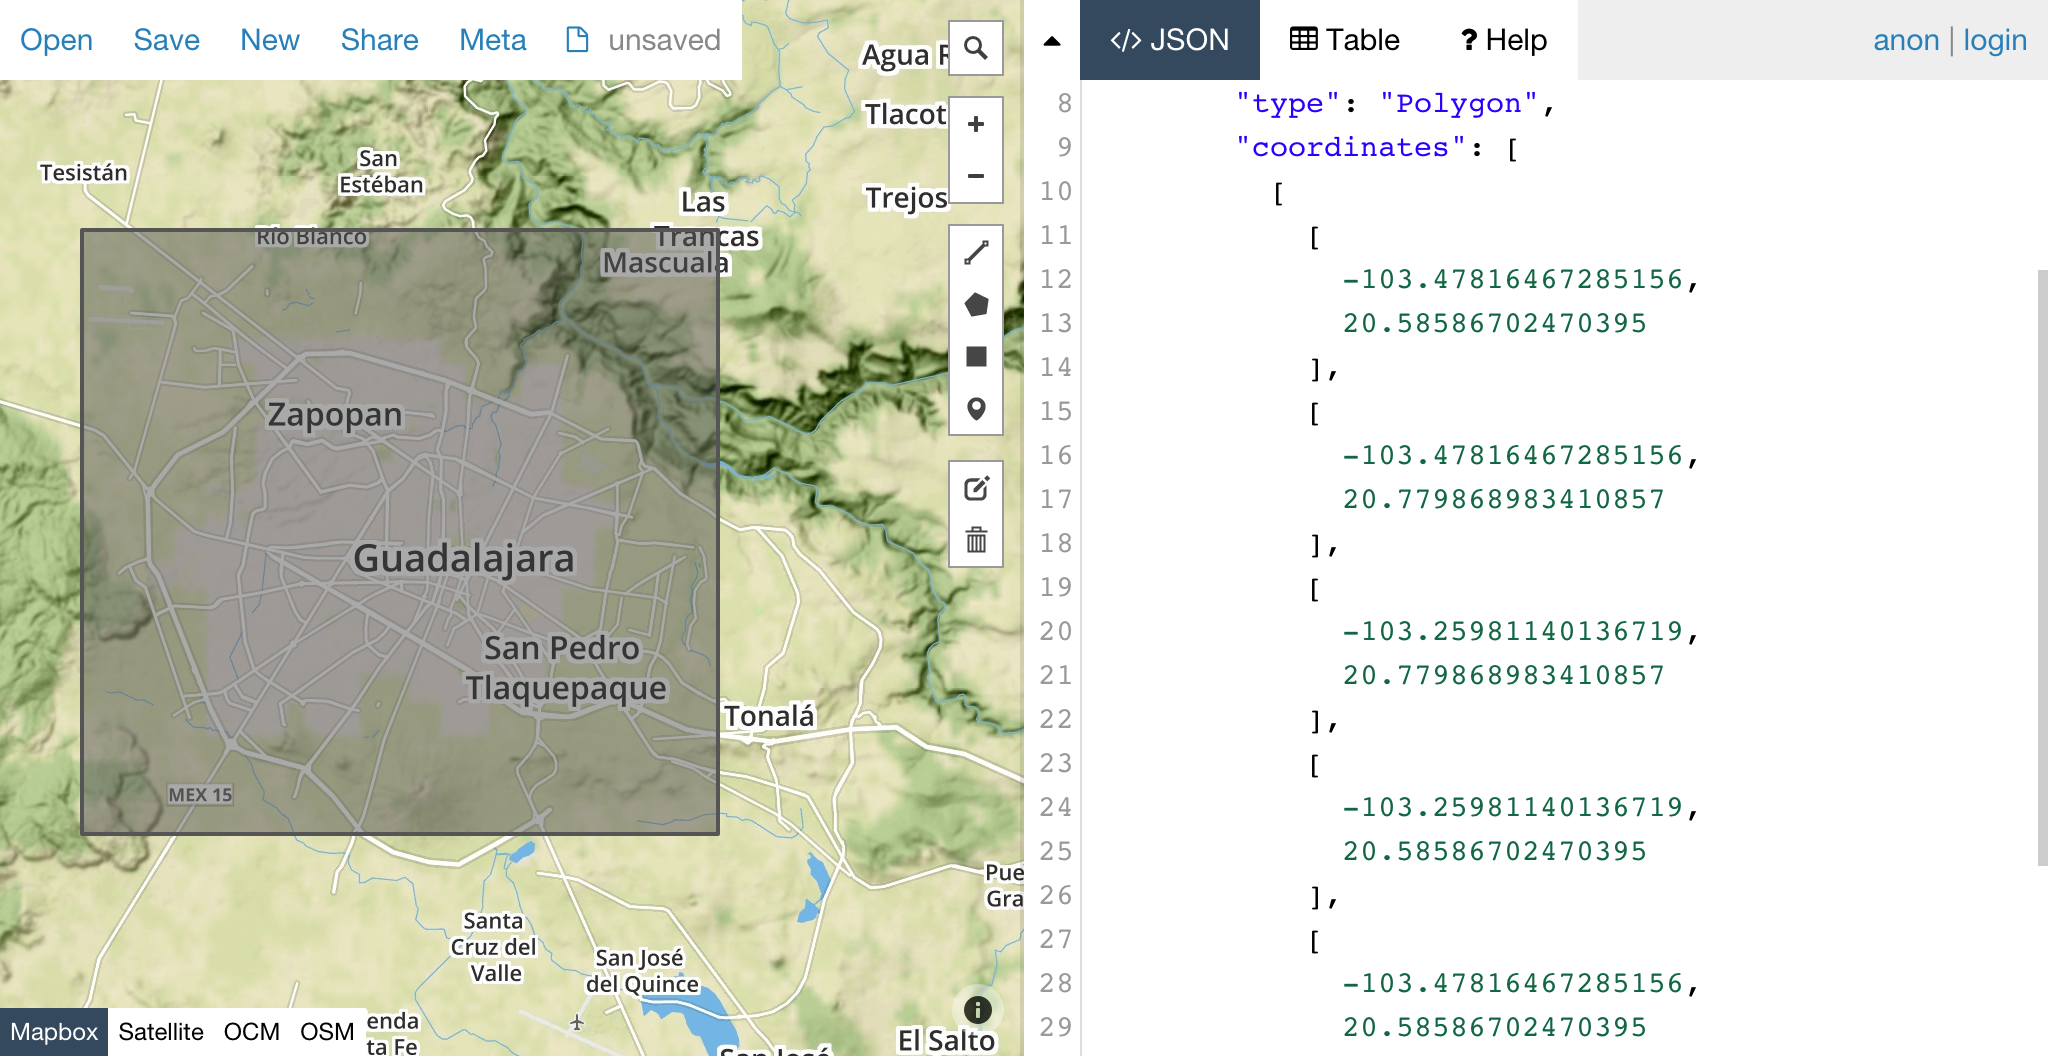 Open Save New Share Meta unsaved
</> JSON Table ? Help
anon | login
Agua R
Tlacot
Trejos
Tesistán
San
Estéban
Las
Trancas
Mascuala
Río Blanco
Zapopan
Guadalajara
San Pedro
Tlaquepaque
Tonalá
MEX 15
Santa
Cruz del
Valle
San José
del Quince
Pue
Gra
El Salto
San José
enda
ta Fe
Mapbox Satellite OCM OSM
8 "type": "Polygon",
9 "coordinates": [
10 [
11 [
12 -103.47816467285156,
13 20.58586702470395
14 ],
15 [
16 -103.47816467285156,
17 20.779868983410857
18 ],
19 [
20 -103.25981140136719,
21 20.779868983410857
22 ],
23 [
24 -103.25981140136719,
25 20.58586702470395
26 ],
27 [
28 -103.47816467285156,
29 20.58586702470395